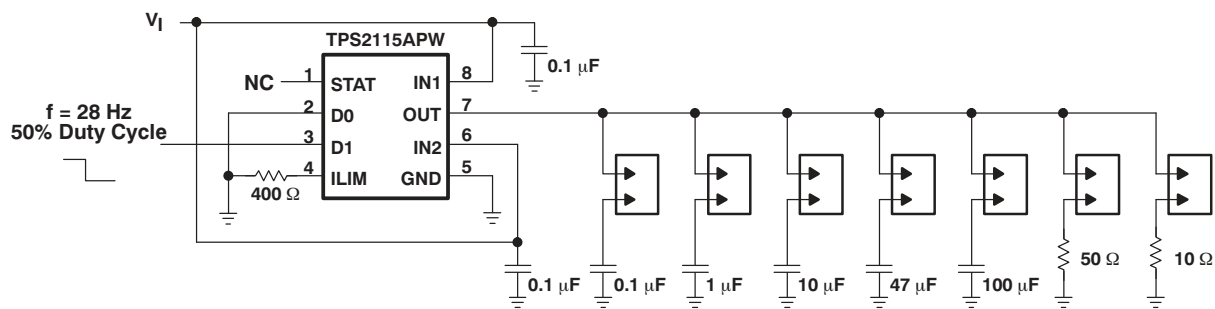 V_I
TPS2115APW
0.1 μF
NC
1
STAT
IN1
8
f = 28 Hz
50% Duty Cycle
2
D0
OUT
7
3
D1
IN2
6
400 Ω
4
ILIM
GND
5
0.1 μF
0.1 μF
1 μF
10 μF
47 μF
100 μF
50 Ω
10 Ω